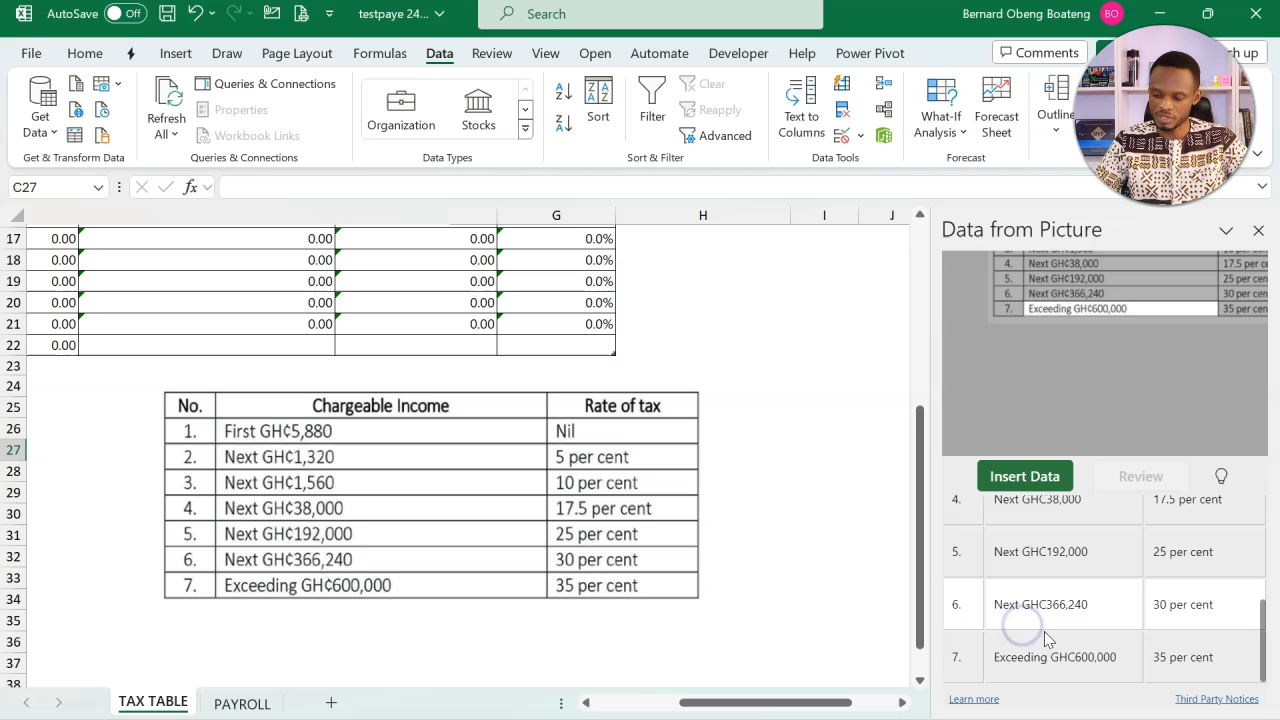 AutoSave Off testpaye 24... Search Bernard Obeng Boateng BO
File Home Insert Draw Page Layout Formulas Data Review View Open Automate Developer Help Power Pivot Comments ch up
Get Data Refresh All Queries & Connections Properties Workbook Links Organization Stocks Sort Filter Clear Reapply Advanced Text to Columns What-If Analysis Forecast Sheet Outline
Get & Transform Data Queries & Connections Data Types Sort & Filter Data Tools Forecast
C27 fx
G H I J
17 0.00 0.00 0.00 0.0%
18 0.00 0.00 0.00 0.0%
19 0.00 0.00 0.00 0.0%
20 0.00 0.00 0.00 0.0%
21 0.00 0.00 0.00 0.0%
22 0.00
23
24
25
26
27
28
29
30
31
32
33
34
35
36
37
38
No. Chargeable Income Rate of tax
1. First GH¢5,880 Nil
2. Next GH¢1,320 5 per cent
3. Next GH¢1,560 10 per cent
4. Next GH¢38,000 17.5 per cent
5. Next GH¢192,000 25 per cent
6. Next GH¢366,240 30 per cent
7. Exceeding GH¢600,000 35 per cent
Data from Picture
4. Next GH¢38,000 17.5 per ce
5. Next GH¢192,000 25 per cen
6. Next GH¢366,240 30 per cen
7. Exceeding GH¢600,000 35 per cen
Insert Data Review
4. Next GHC38,000 17.5 per cent
5. Next GHC192,000 25 per cent
6. Next GHC366,240 30 per cent
7. Exceeding GHC600,000 35 per cent
Learn more Third Party Notices
TAX TABLE PAYROLL